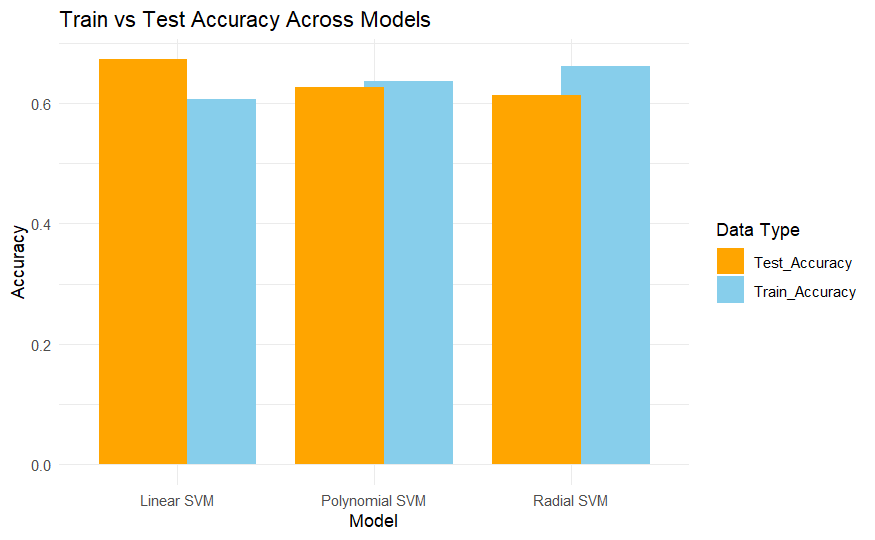 Train vs Test Accuracy Across Models
Accuracy
0.6
0.4
0.2
0.0
Linear SVM
Polynomial SVM
Radial SVM
Model
Data Type
Test_Accuracy
Train_Accuracy